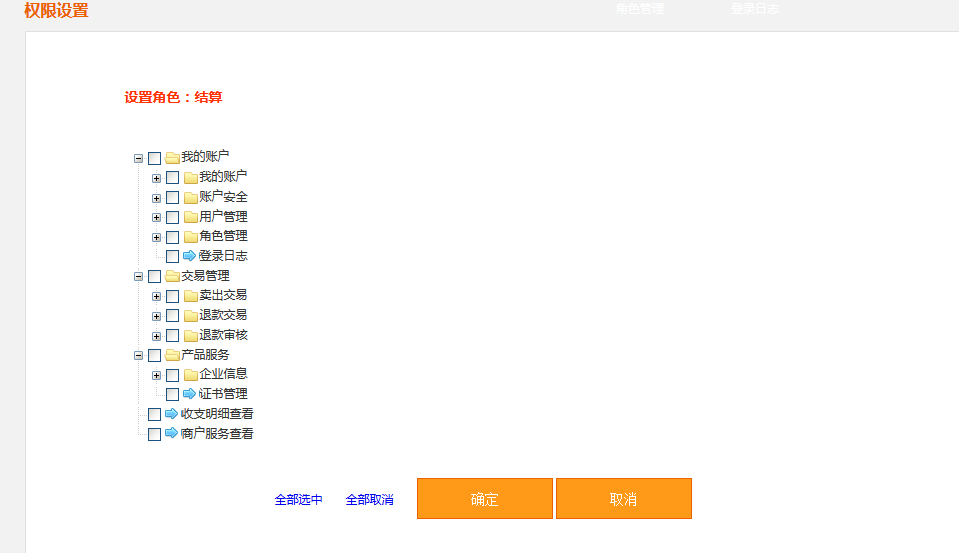 权限设置
角色管理 登录日志
设置角色：结算
我的账户
我的账户
账户安全
用户管理
角色管理
登录日志
交易管理
卖出交易
退款交易
退款审核
产品服务
企业信息
证书管理
收支明细查看
商户服务查看
全部选中 全部取消 确定 取消